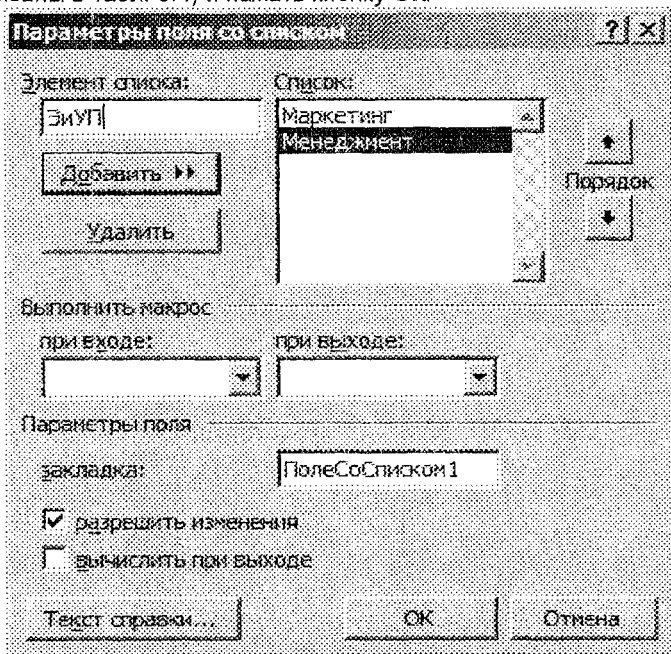 Параметры поля со списком
Элемент списка: Список:
ЭиУП Маркетинг
Менеджмент
Добавить
Порядок
Удалить
Выполнить макрос
при входе: при выходе:
Параметры поля
закладка: ПолеСоСписком1
разрешить изменения
вычислить при выходе
Текст справки... ОК Отмена